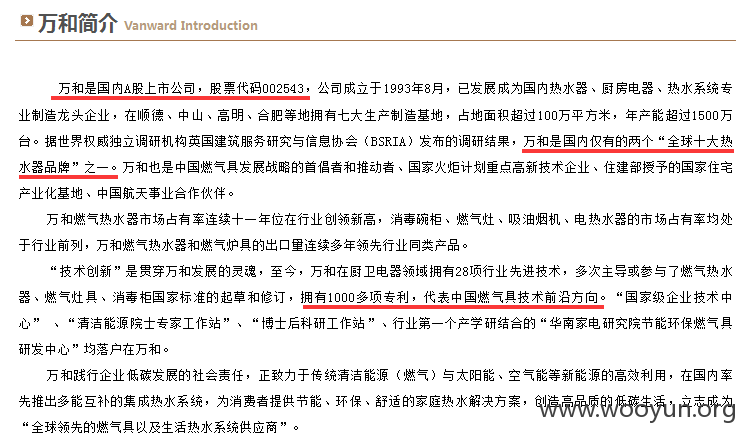 万和简介 Vanward Introduction
万和是国内A股上市公司，股票代码002543，公司成立于1993年8月，已发展成为国内热水器、厨房电器、热水系统专
业制造龙头企业，在顺德、中山、高明、合肥等地拥有七大生产制造基地，占地面积超过100万平方米，年产能超过1500万
台。据世界权威独立调研机构英国建筑服务研究与信息协会（BSRIA）发布的调研结果，万和是国内仅有的两个“全球十大热
水器品牌”之一。万和也是中国燃气具发展战略的首倡者和推动者、国家火炬计划重点高新技术企业、住建部授予的国家住宅
产业化基地、中国航天事业合作伙伴。
万和燃气热水器市场占有率连续十一年位在行业创领新高，消毒碗柜、燃气灶、吸油烟机、电热水器的市场占有率均处
于行业前列，万和燃气热水器和燃气炉具的出口量连续多年领先行业同类产品。
“技术创新”是贯穿万和发展的灵魂，至今，万和在厨卫电器领域拥有28项行业先进技术，多次主导或参与了燃气热水
器、燃气灶具、消毒柜国家标准的起草和修订，拥有1000多项专利，代表中国燃气具技术前沿方向。“国家级企业技术中
心” 、“清洁能源院士专家工作站”、“博士后科研工作站”、行业第一个产学研结合的“华南家电研究院节能环保燃气具
研发中心”均落户在万和。
万和践行企业低碳发展的社会责任，正致力于传统清洁能源（燃气）与太阳能、空气能等新能源的高效利用，在国内率
先推出多能互补的集成热水系统，为消费者提供节能、环保、舒适的家庭热水解决方案，创造高品质的低碳生活，立志成为
“全球领先的燃气具以及生活热水系统供应商”。
www.wooyun.org